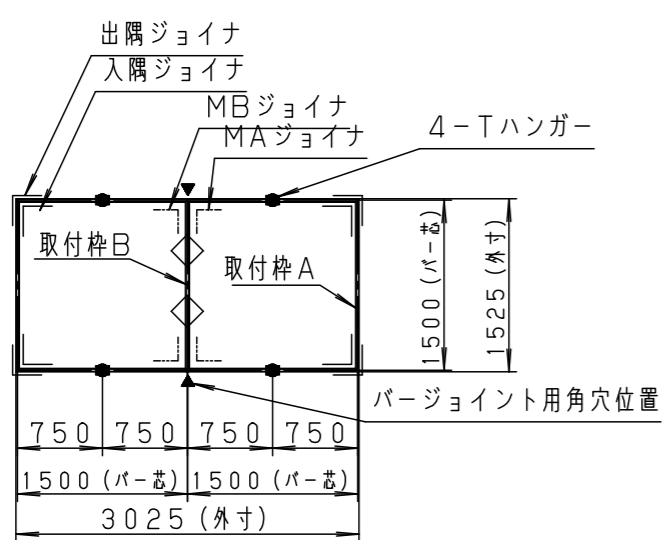 出隅ジョイナ
入隅ジョイナ
MBジョイナ
MAジョイナ
4-Tハンガー
取付枠B
取付枠A
1500(バー芯)
1525(外寸)
バージョイント用角穴位置
750 750 750 750
1500(バー芯) 1500(バー芯)
3025(外寸)